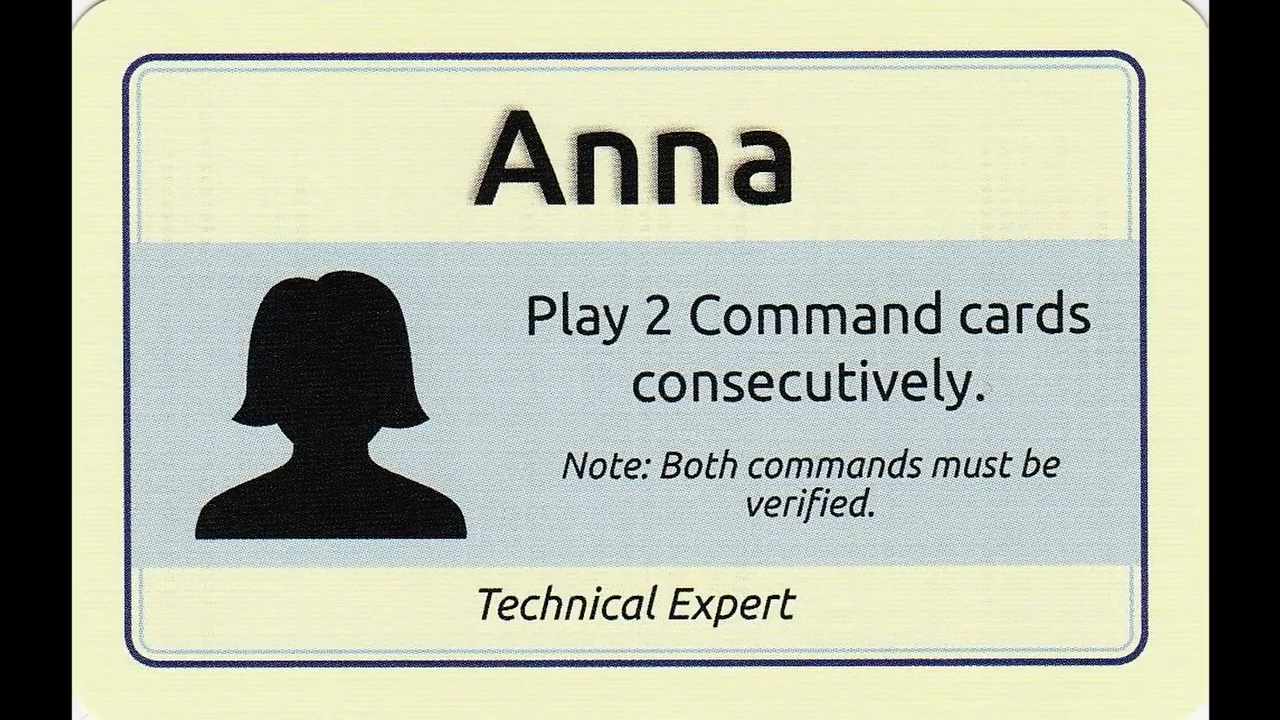 Anna
Play 2 Command cards
consecutively.
Note: Both commands must be
verified.
Technical Expert